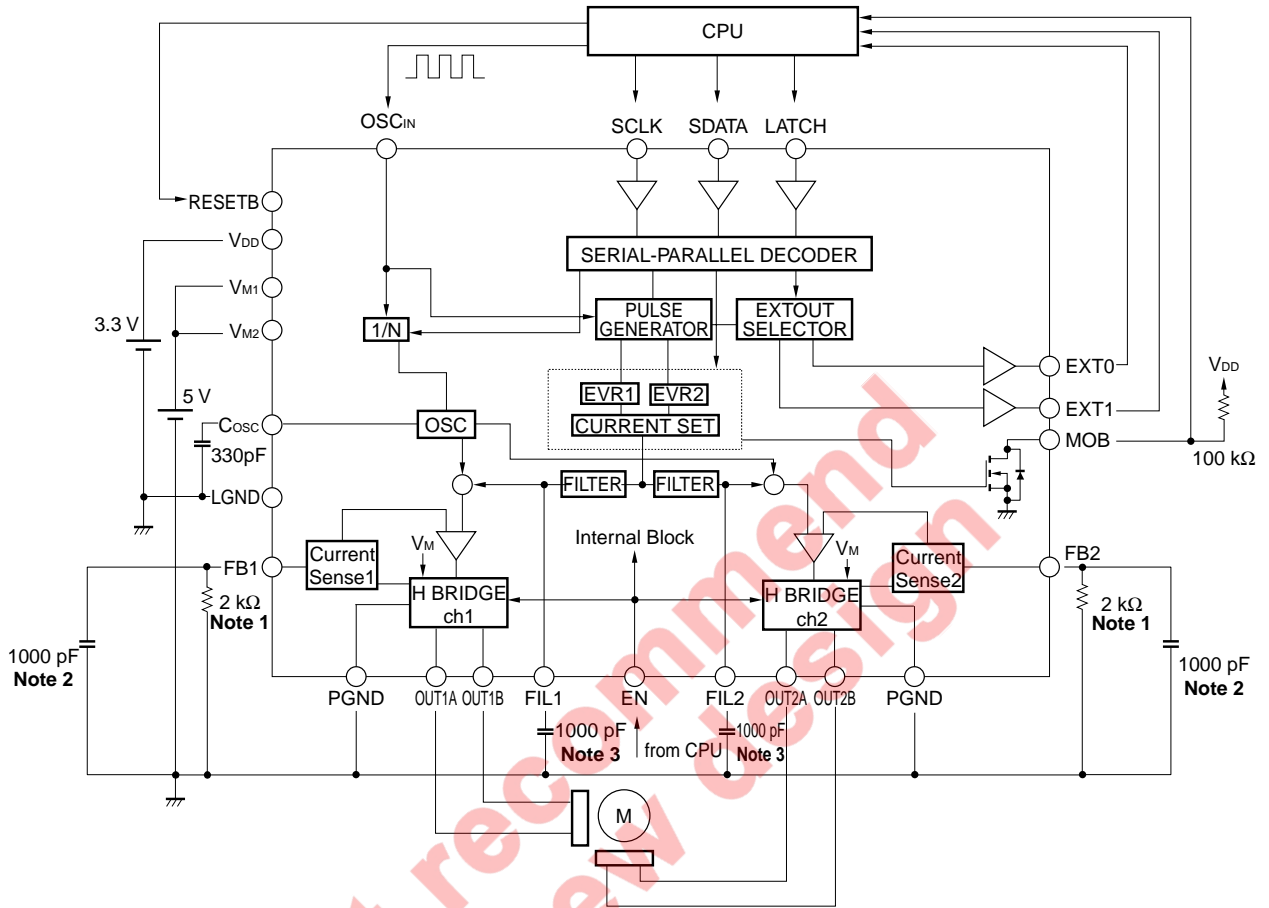 CPU
OSCIN
SCLK
SDATA
LATCH
RESETB
VDD
VM1
VM2
3.3 V
5 V
COSC
330pF
LGND
SERIAL-PARALLEL DECODER
1/N
PULSE
GENERATOR
EXTOUT
SELECTOR
EVR1
EVR2
CURRENT SET
OSC
FILTER
FILTER
EXT0
EXT1
MOB
VDD
100 kΩ
Internal Block
FB1
Current
Sense1
VM
H BRIDGE
ch1
VM
H BRIDGE
ch2
Current
Sense2
FB2
2 kΩ
Note 1
1000 pF
Note 2
2 kΩ
Note 1
1000 pF
Note 2
PGND
OUT1A
OUT1B
FIL1
EN
FIL2
OUT2A
OUT2B
PGND
1000 pF
Note 3
from CPU
1000 pF
Note 3
M
recommend
design